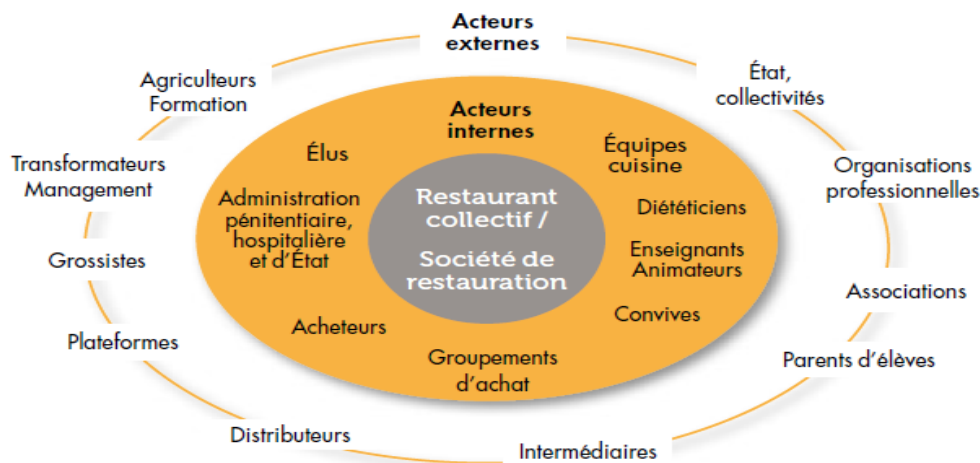 Acteurs
externes
Agriculteurs
Formation
État,
collectivités
Transformateurs
Management
Organisations
professionnelles
Grossistes
Associations
Plateformes
Parents d'élèves
Distributeurs
Intermédiaires
Acteurs
internes
Élus
Équipes
cuisine
Administration
pénitentiaire,
hospitalière
et d'État
Diététiciens
Enseignants
Animateurs
Acheteurs
Convives
Groupements
d'achat
Restaurant
collectif /
Société de
restauration